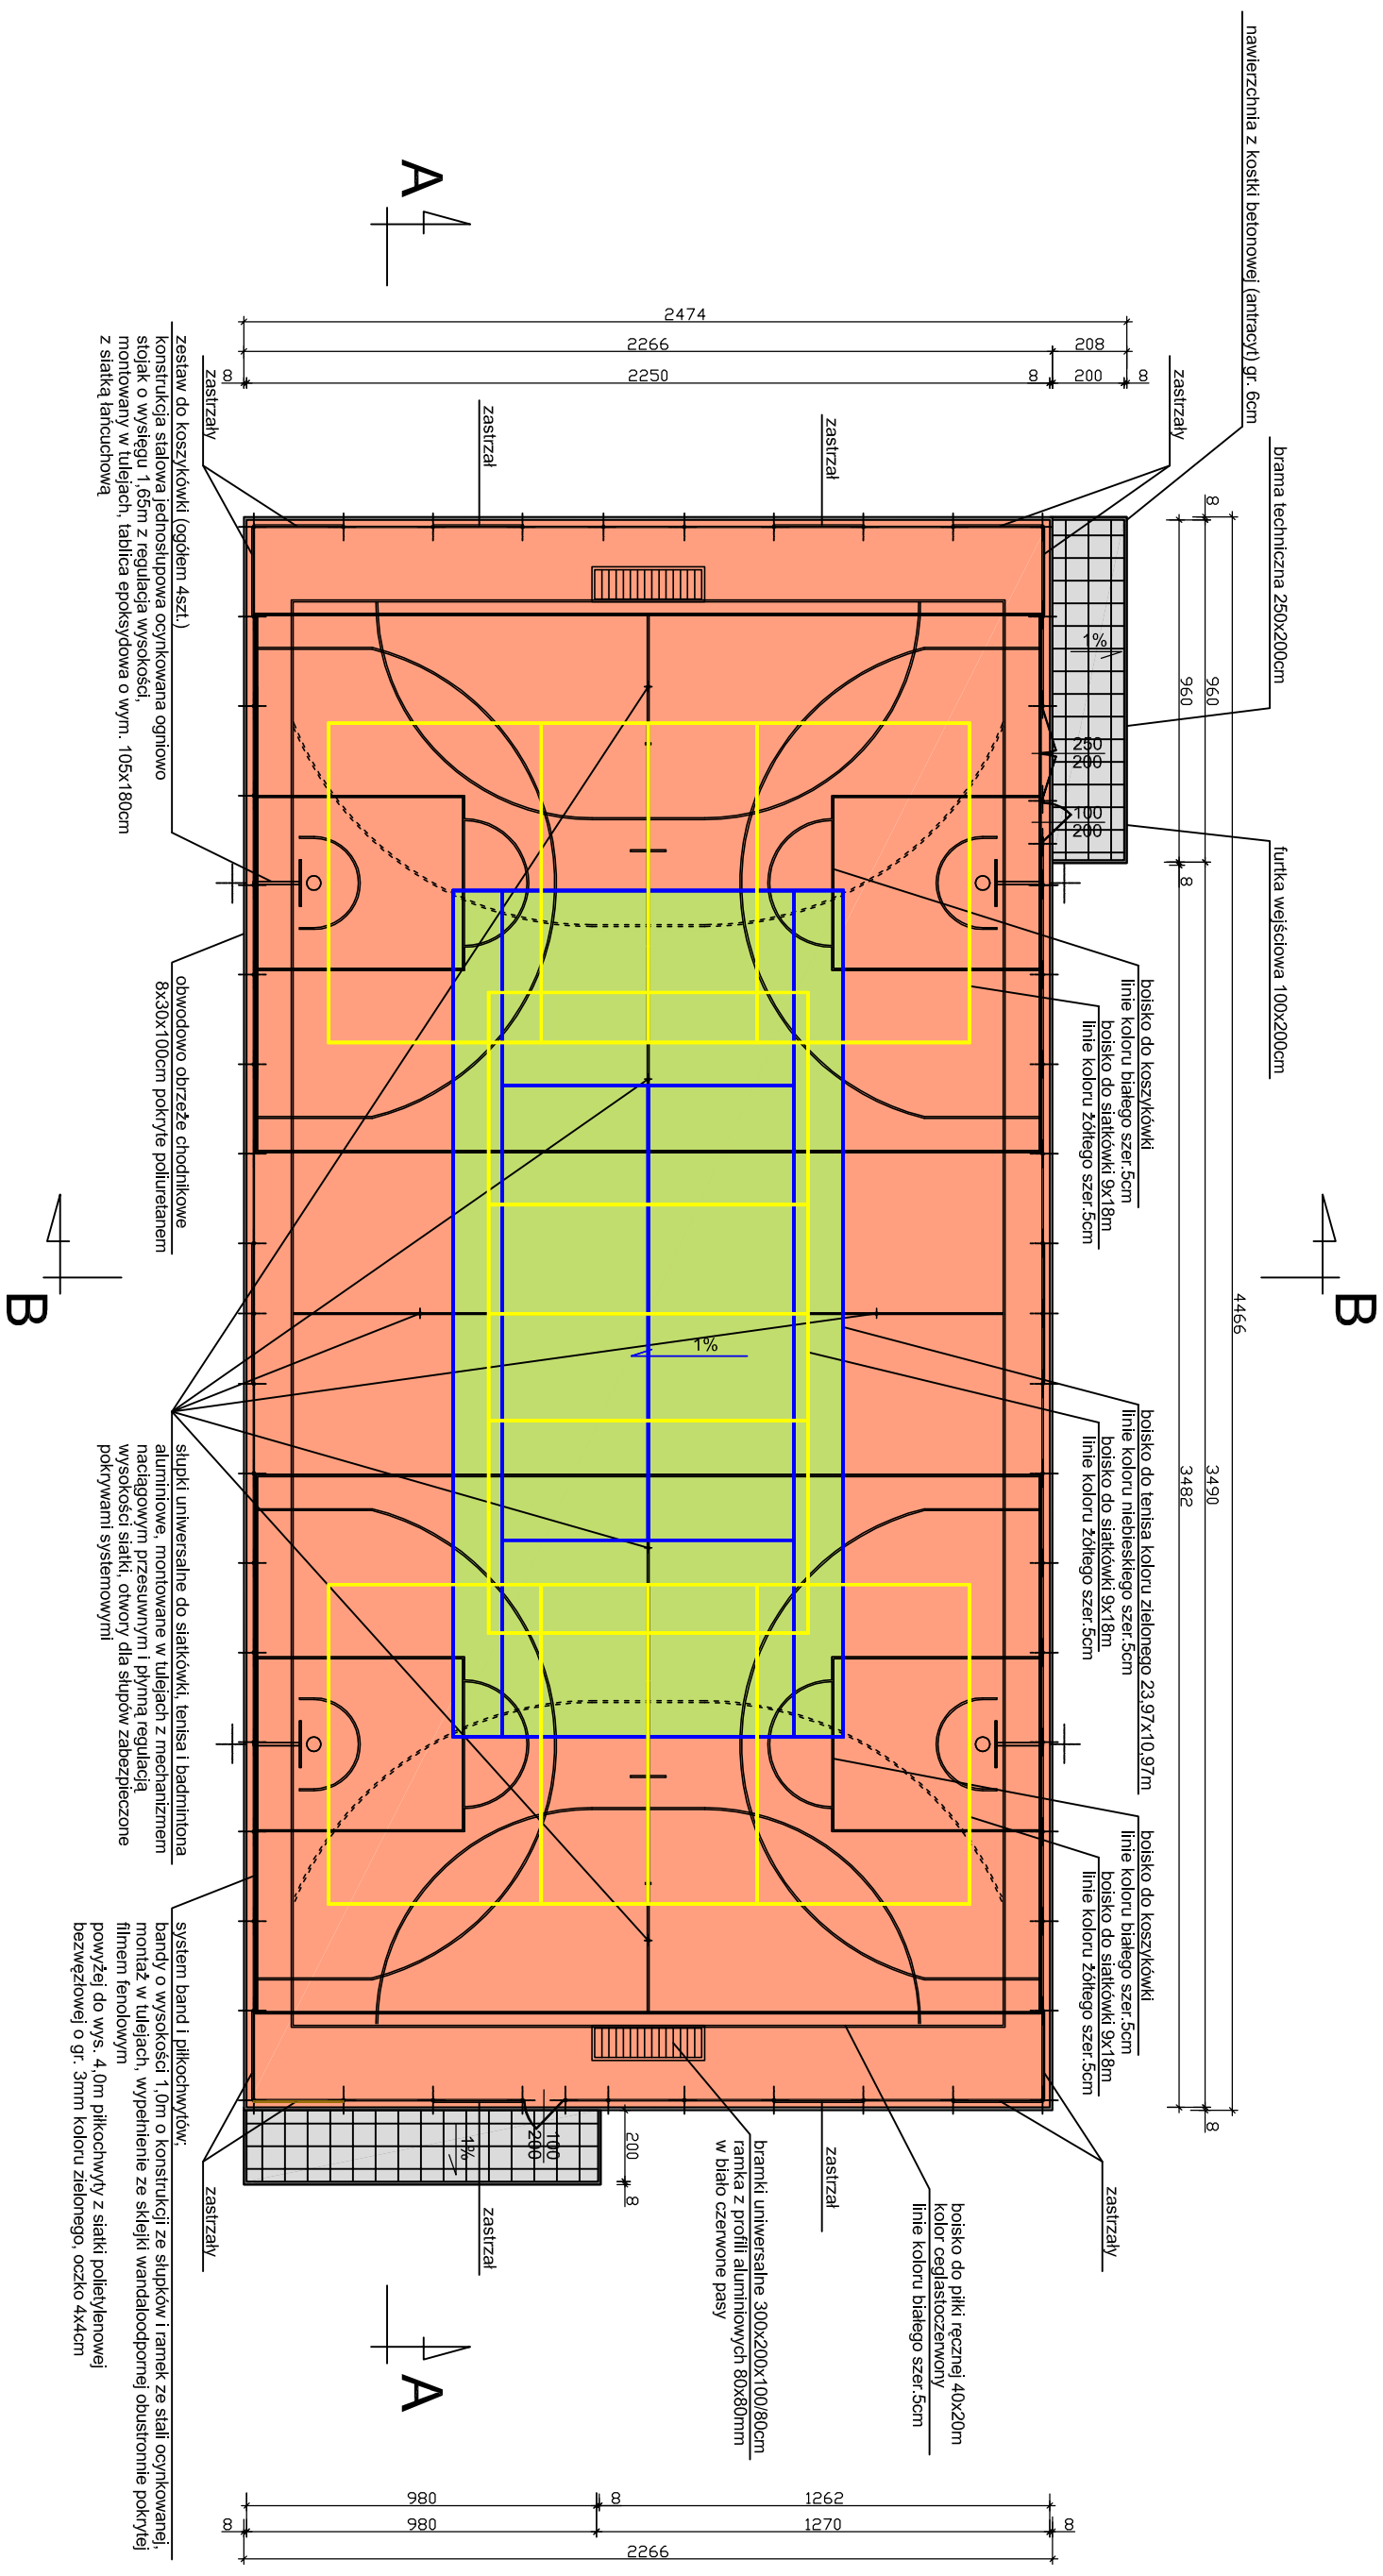 nawierzchnia z kostki betonowej (antracyt) gr. 6cm
brama techniczna 250x200cm
furtka wejściowa 100x200cm
zastrzały
zastrzał
zastrzał
zastrzały
A
B
B
A
2474
2266
208
8
2250
8
200
8
8
960
3490
8
960
3482
8
4466
1%
250
200
100
200
boisko do koszykówki
linie koloru białego szer.5cm
boisko do siatkówki 9x18m
linie koloru żółtego szer.5cm
boisko do tenisa koloru zielonego 23,97x10,97m
linie koloru niebieskiego szer.5cm
boisko do siatkówki 9x18m
linie koloru żółtego szer.5cm
boisko do koszykówki
linie koloru białego szer.5cm
boisko do siatkówki 9x18m
linie koloru żółtego szer.5cm
1%
zestaw do koszykówki (ogółem 4szt.)
konstrukcja stalowa jednosłupowa ocynkowana ogniowo
stojak o wysięgu 1,65m z regulacja wysokości,
montowany w tulejach, tablica epoksydowa o wym. 105x180cm
z siatką łańcuchową
obwodowo obrzeże chodnikowe
8x30x100cm pokryte poliuretanem
słupki uniwersalne do siatkówki, tenisa i badmintona
aluminiowe, montowane w tulejach z mechanizmem
naciągowym przesuwnym i płynną regulacją
wysokości siatki, otwory dla słupów zabezpieczone
pokrywami systemowymi
system band i piłkochwytów;
bandy o wysokości 1,0m o konstrukcji ze słupków i ramek ze stali ocynkowanej,
montaż w tulejach, wypełnienie ze sklejki wandaloodpornej obustronnie pokrytej
filmem fenolowym
powyżej do wys. 4,0m piłkochwyty z siatki polietylenowej
bezwęzłowej o gr. 3mm koloru zielonego, oczko 4x4cm
zastrzały
zastrzał
zastrzał
zastrzały
1%
100
200
200
8
bramki uniwersalne 300x200x100/80cm
ramka z profili aluminiowych 80x80mm
w biało czerwone pasy
boisko do piłki ręcznej 40x20m
kolor ceglastoczerwony
linie koloru białego szer.5cm
980
8
1262
8
980
1270
8
2266